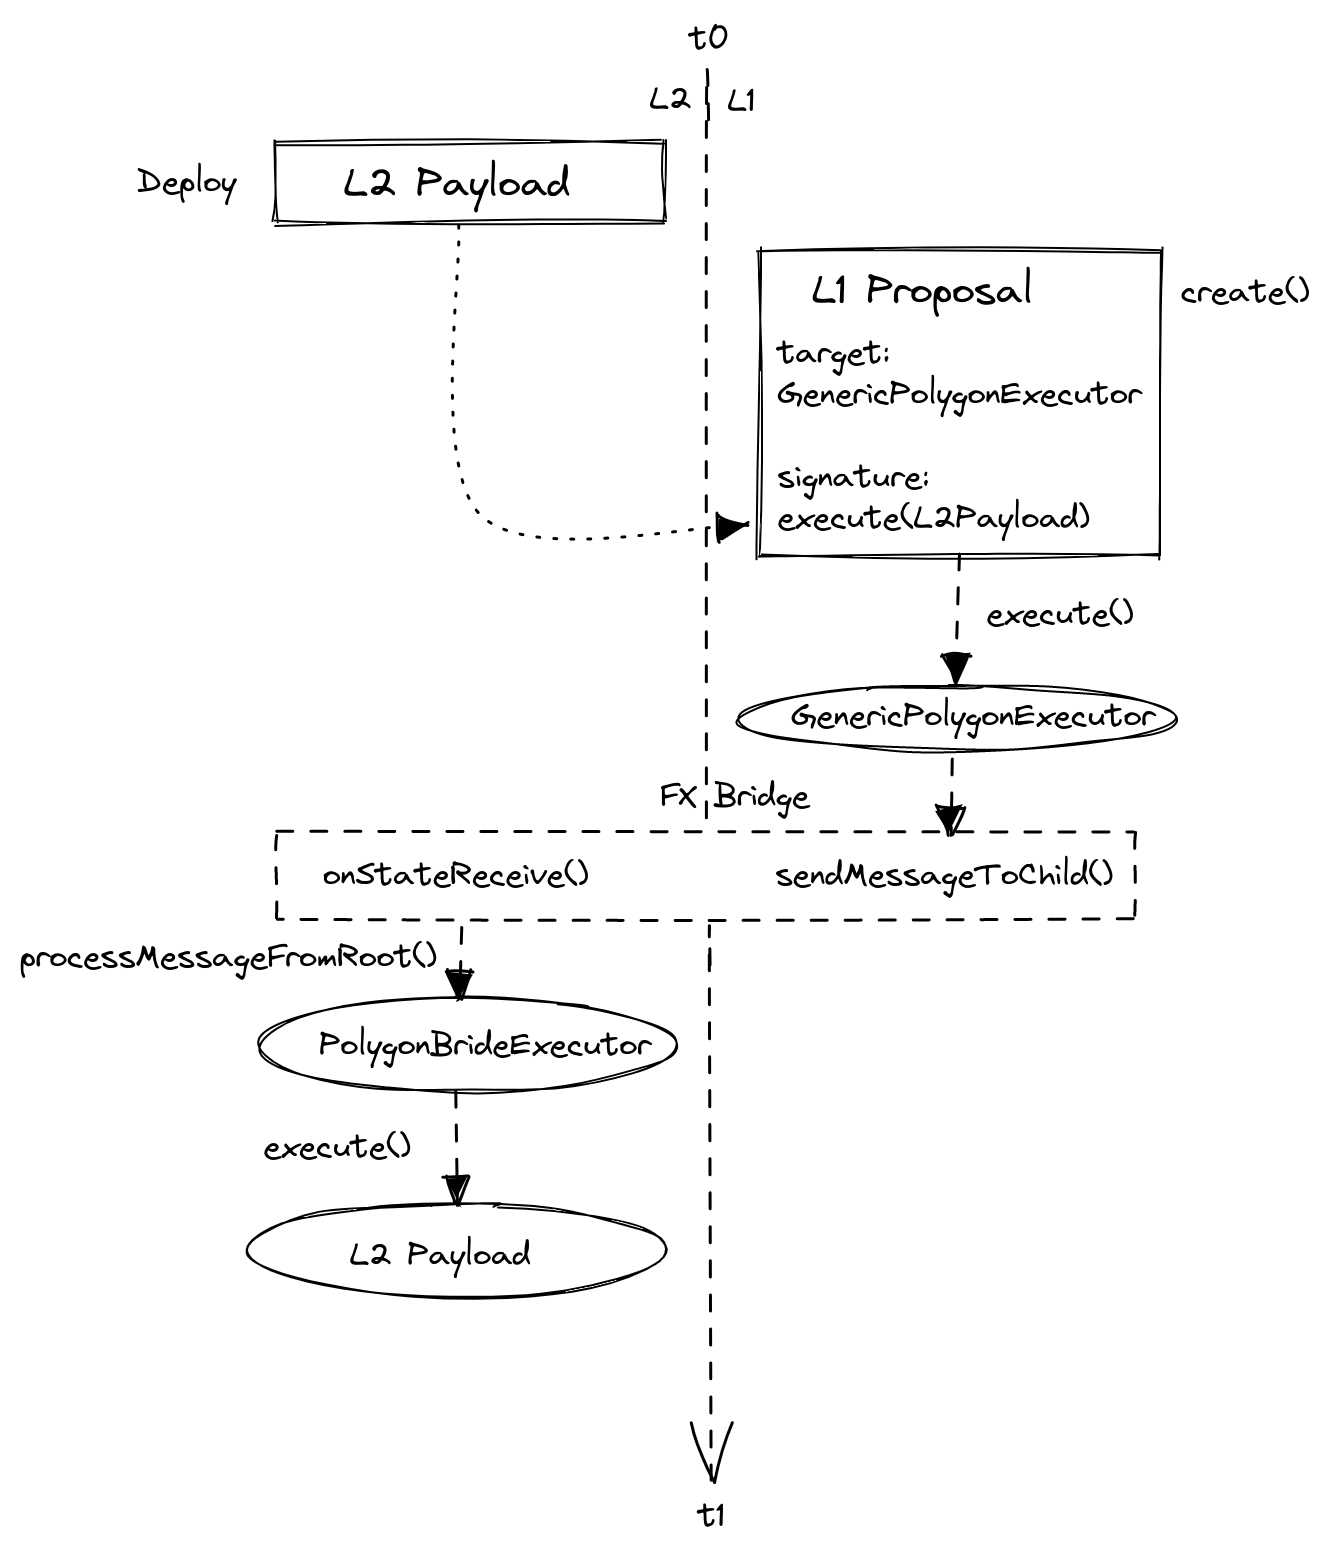 t0
L2 L1
Deploy
L2 Payload
L1 Proposal
create()
target:
GenericPolygonExecutor
signature:
execute(L2Payload)
execute()
GenericPolygonExecutor
FX Bridge
onStateReceive()
sendMessageToChild()
processMessageFromRoot()
PolygonBrideExecutor
execute()
L2 Payload
t1